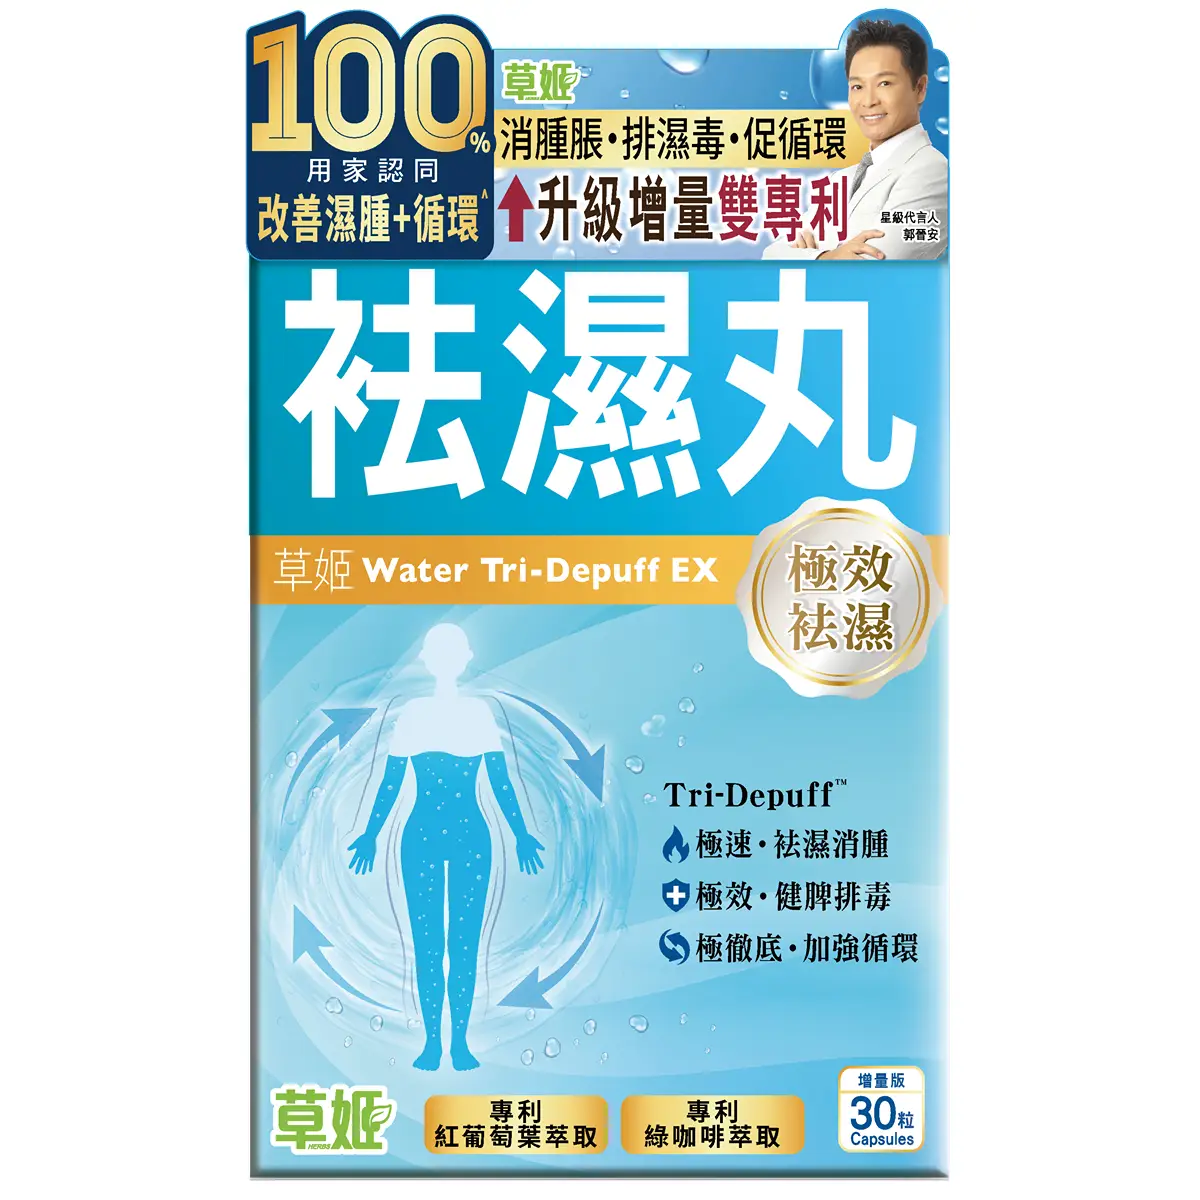 100%
用家認同
改善濕腫+循環^
草姬
HERBS
消腫脹•排濕毒•促循環
升級增量雙專利
星級代言人
郭晉安
祛濕丸
草姬 Water Tri-Depuff EX
極效
祛濕
Tri-Depuff™
極速•祛濕消腫
極效•健脾排毒
極徹底•加強循環
草姬
HERBS
專利
紅葡萄葉萃取
專利
綠咖啡萃取
增量版
30粒
Capsules